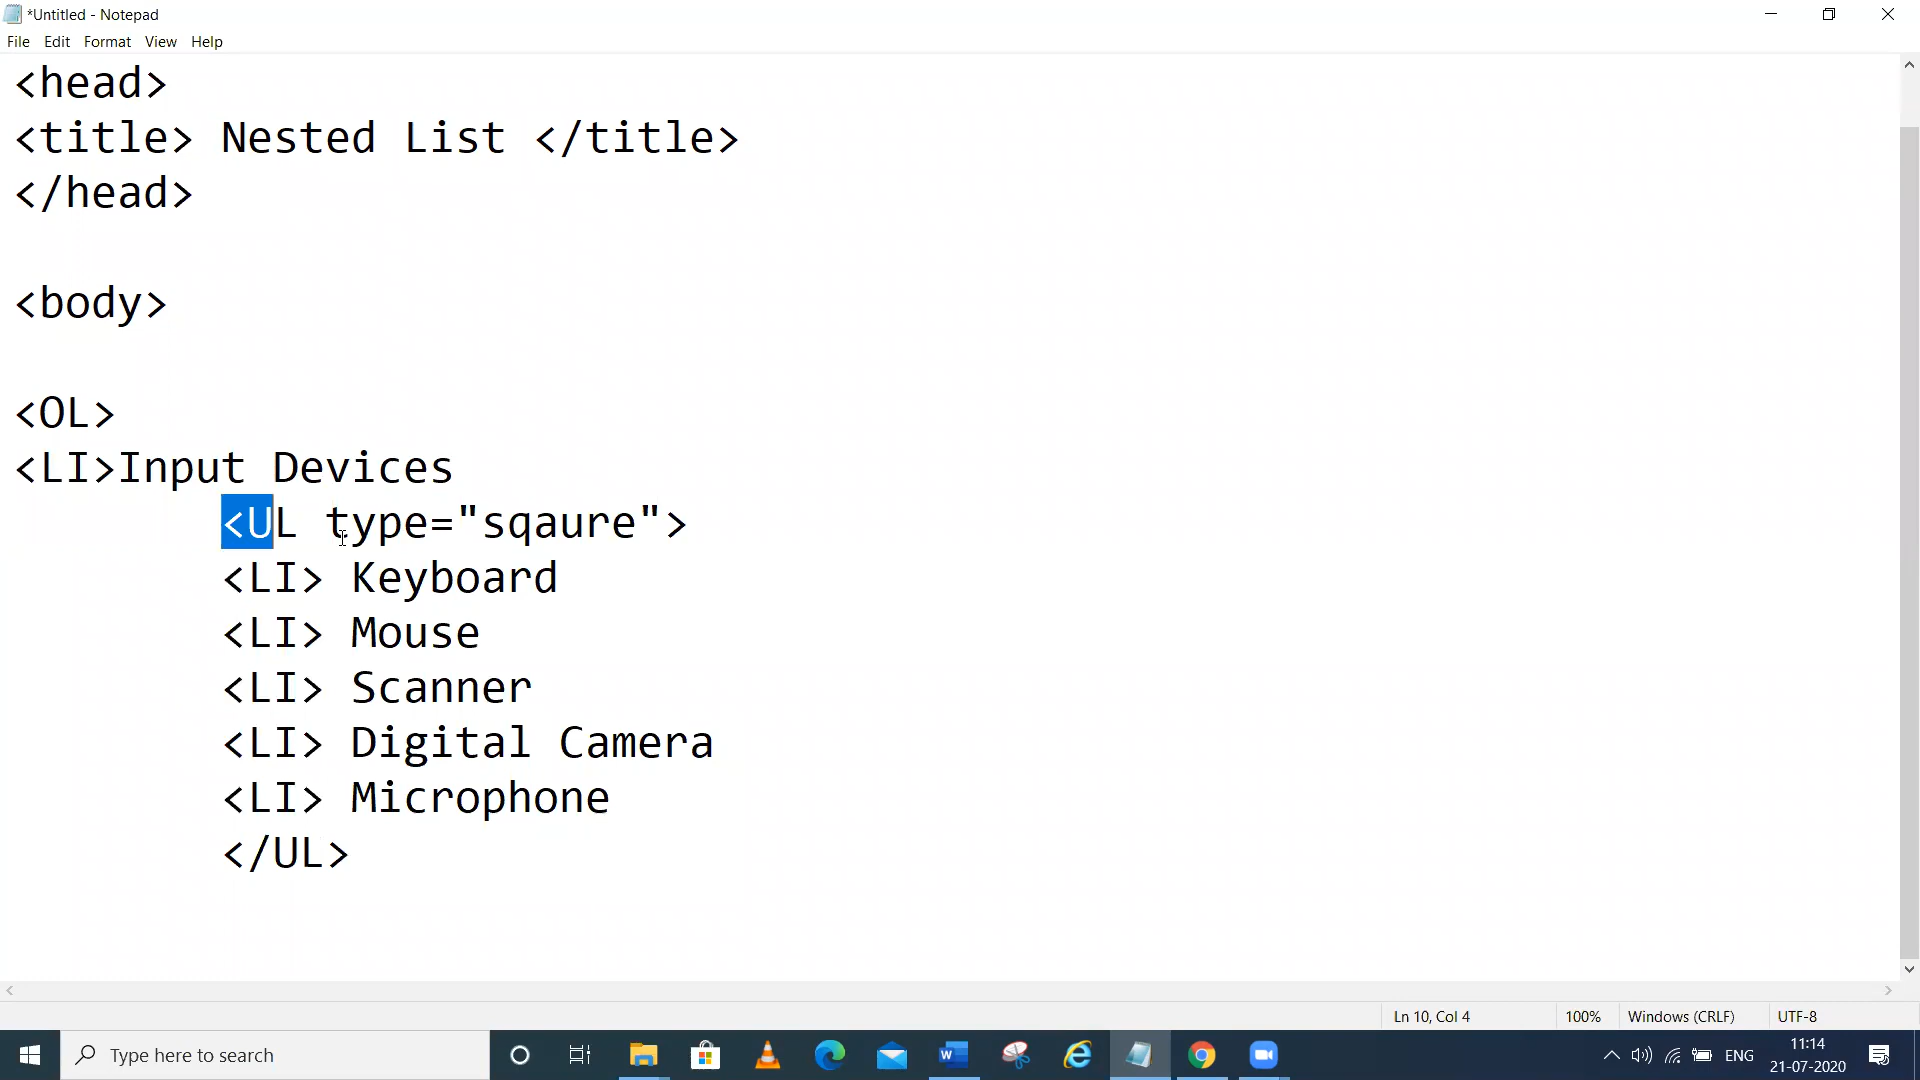 *Untitled - Notepad
File Edit Format View Help
<head>
<title> Nested List </title>
</head>
<body>
<OL>
<LI>Input Devices
<UL type="sqaure">
<LI> Keyboard
<LI> Mouse
<LI> Scanner
<LI> Digital Camera
<LI> Microphone
</UL>
Ln 10, Col 4 100% Windows (CRLF) UTF-8
Type here to search
ENG
11:14
21-07-2020